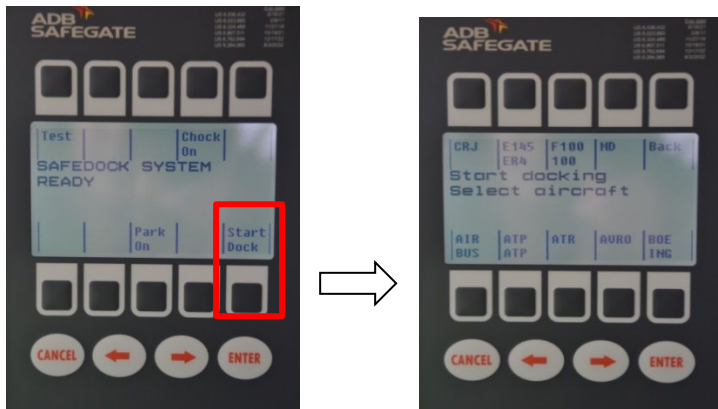 ADB
SAFEGATE
Test
Chock
On
SAFEDOCK SYSTEM
READY
Park
On
Start
Dock
CANCEL
ENTER
ADB
SAFEGATE
CRJ
E145
ER4
F100
100
MD
Back
Start docking
Select aircraft
AIR
BUS
ATP
ATP
ATR
AVRO
BOE
ING
CANCEL
ENTER